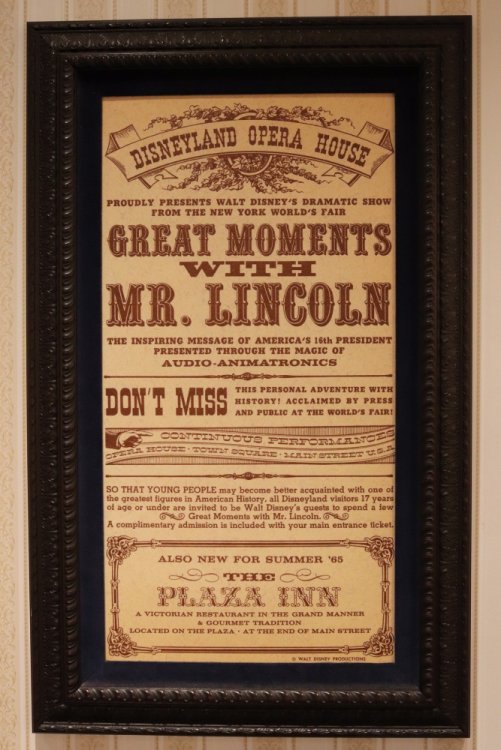 DISNEYLAND OPERA HOUSE
PROUDLY PRESENTS WALT DISNEY'S DRAMATIC SHOW
FROM THE NEW YORK WORLD'S FAIR
GREAT MOMENTS
WITH
MR. LINCOLN
THE INSPIRING MESSAGE OF AMERICA'S 16th PRESIDENT
PRESENTED THROUGH THE MAGIC OF
AUDIO-ANIMATRONICS
DON'T MISS
THIS PERSONAL ADVENTURE WITH
HISTORY! ACCLAIMED BY PRESS
AND PUBLIC AT THE WORLD'S FAIR!
CONTINUOUS PERFORMANCES
OPERA HOUSE · TOWN SQUARE · MAIN STREET U.S.A.
SO THAT YOUNG PEOPLE may become better acquainted with one of
the greatest figures in American History, all Disneyland visitors 17 years
of age or under are invited to be Walt Disney's guests to spend a few
Great Moments with Mr. Lincoln.
A complimentary admission is included with your main entrance ticket.
ALSO NEW FOR SUMMER '65
THE
PLAZA INN
A VICTORIAN RESTAURANT IN THE GRAND MANNER
& GOURMET TRADITION
LOCATED ON THE PLAZA · AT THE END OF MAIN STREET
© WALT DISNEY PRODUCTIONS